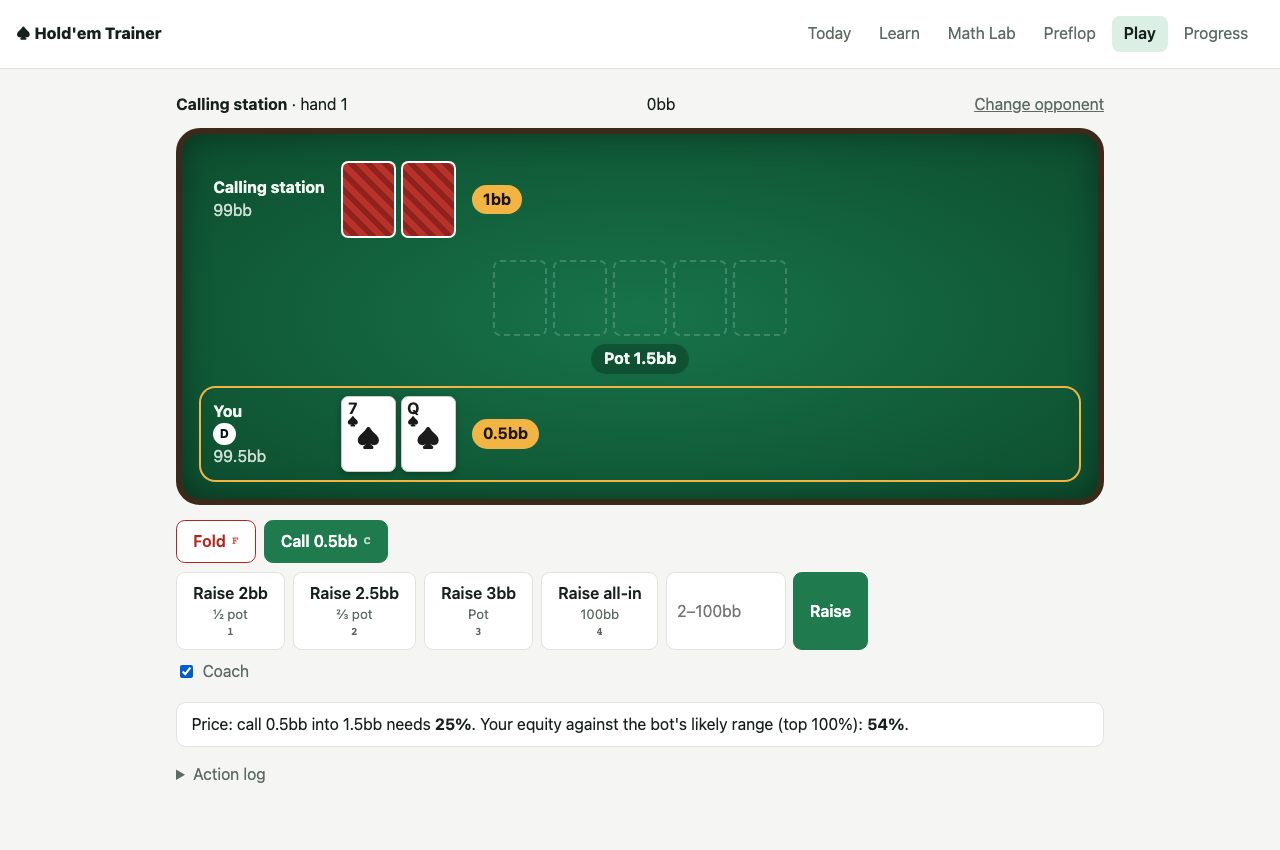 ♠ Hold'em Trainer
Today Learn Math Lab Preflop Play Progress
Calling station · hand 1
0bb
Change opponent
Calling station
99bb
1bb
Pot 1.5bb
You
D
99.5bb
7
Q
0.5bb
Fold F
Call 0.5bb C
Raise 2bb
½ pot
1
Raise 2.5bb
⅔ pot
2
Raise 3bb
Pot
3
Raise all-in
100bb
4
2–100bb
Raise
Coach
Price: call 0.5bb into 1.5bb needs 25%. Your equity against the bot's likely range (top 100%): 54%.
Action log